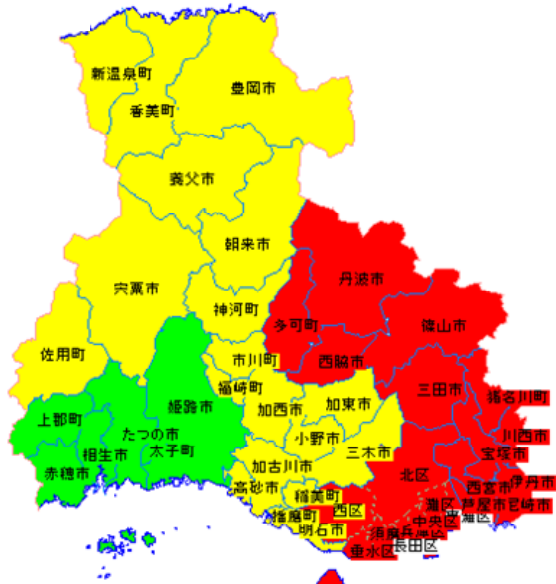 新温泉町
香美町
豊岡市
養父市
朝来市
宍粟市
神河町
丹波市
多可町
篠山市
佐用町
市川町
西脇市
福崎町
三田市
猪名川町
上郡町
姫路市
加西市
加東市
たつの市
小野市
川西市
相生市
太子町
三木市
宝塚市
赤穂市
加古川市
北区
高砂市
稲美町
西宮市
伊丹市
播磨町
西区
灘区
芦屋市
尼崎市
明石市
中央区
東灘区
須磨区
兵庫区
垂水区
長田区